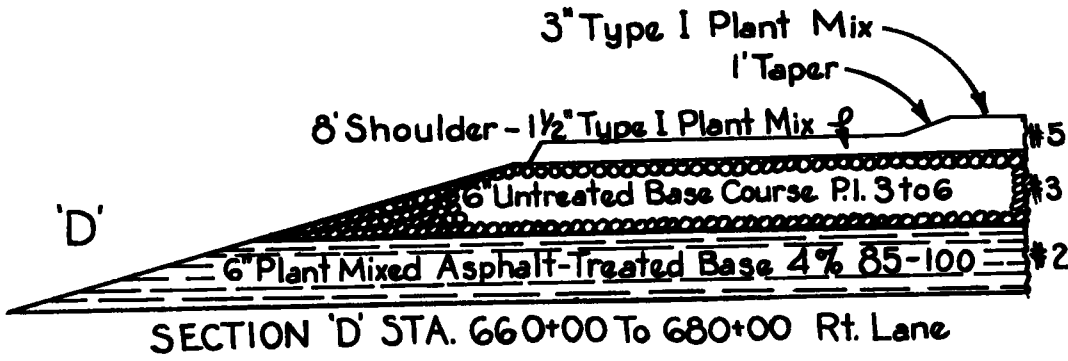 3" Type I Plant Mix
1' Taper
8' Shoulder - 1½" Type I Plant Mix
#5
6" Untreated Base Course P.I. 3 to 6
#3
'D'
6" Plant Mixed Asphalt-Treated Base 4% 85-100
#2
SECTION 'D' STA. 660+00 To 680+00 Rt. Lane